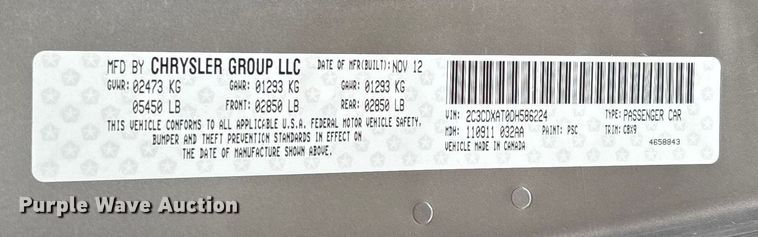 MFD BY CHRYSLER GROUP LLC DATE OF MFR(BUILT): NOV 12
GVWR: 02473 KG GAWR: 01293 KG GAWR: 01293 KG
05450 LB FRONT: 02850 LB REAR: 02850 LB
THIS VEHICLE CONFORMS TO ALL APPLICABLE U.S.A. FEDERAL MOTOR VEHICLE SAFETY,
BUMPER AND THEFT PREVENTION STANDARDS IN EFFECT ON
THE DATE OF MANUFACTURE SHOWN ABOVE.
VIN: 2C3CDXAT0DH586224 TYPE: PASSENGER CAR
MDH: 110911 032AA PAINT: PSC TRIM: CBX9
VEHICLE MADE IN CANADA 4658843
Purple Wave Auction